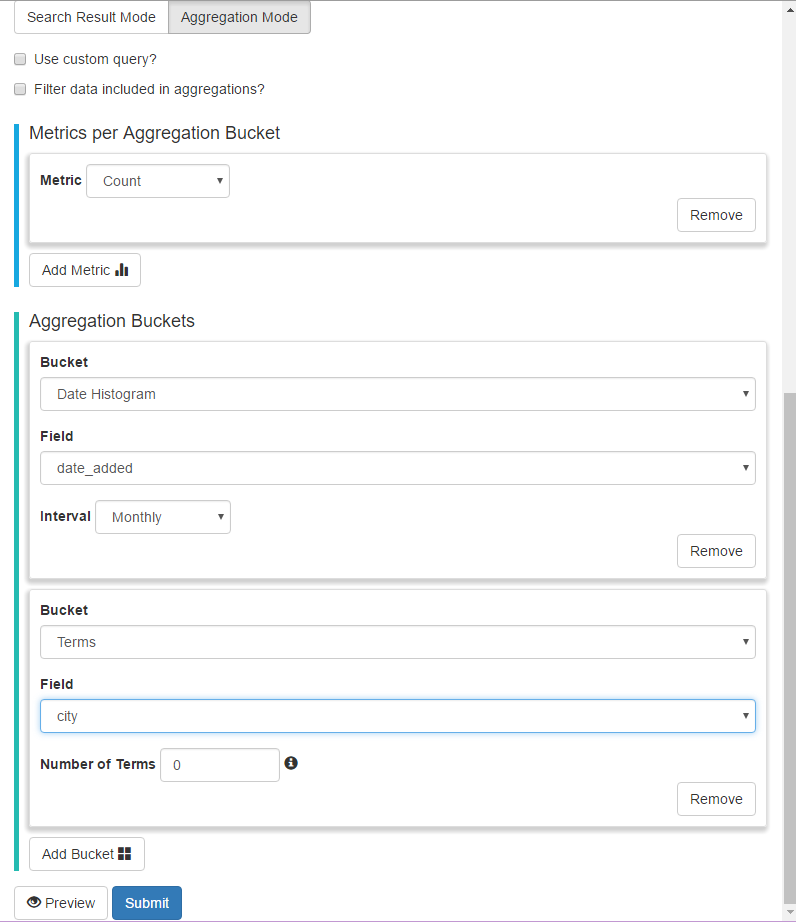 Search Result Mode Aggregation Mode
Use custom query?
Filter data included in aggregations?
Metrics per Aggregation Bucket
Metric Count
Remove
Add Metric
Aggregation Buckets
Bucket
Date Histogram
Field
date_added
Interval Monthly
Remove
Bucket
Terms
Field
city
Number of Terms 0
Remove
Add Bucket
Preview Submit